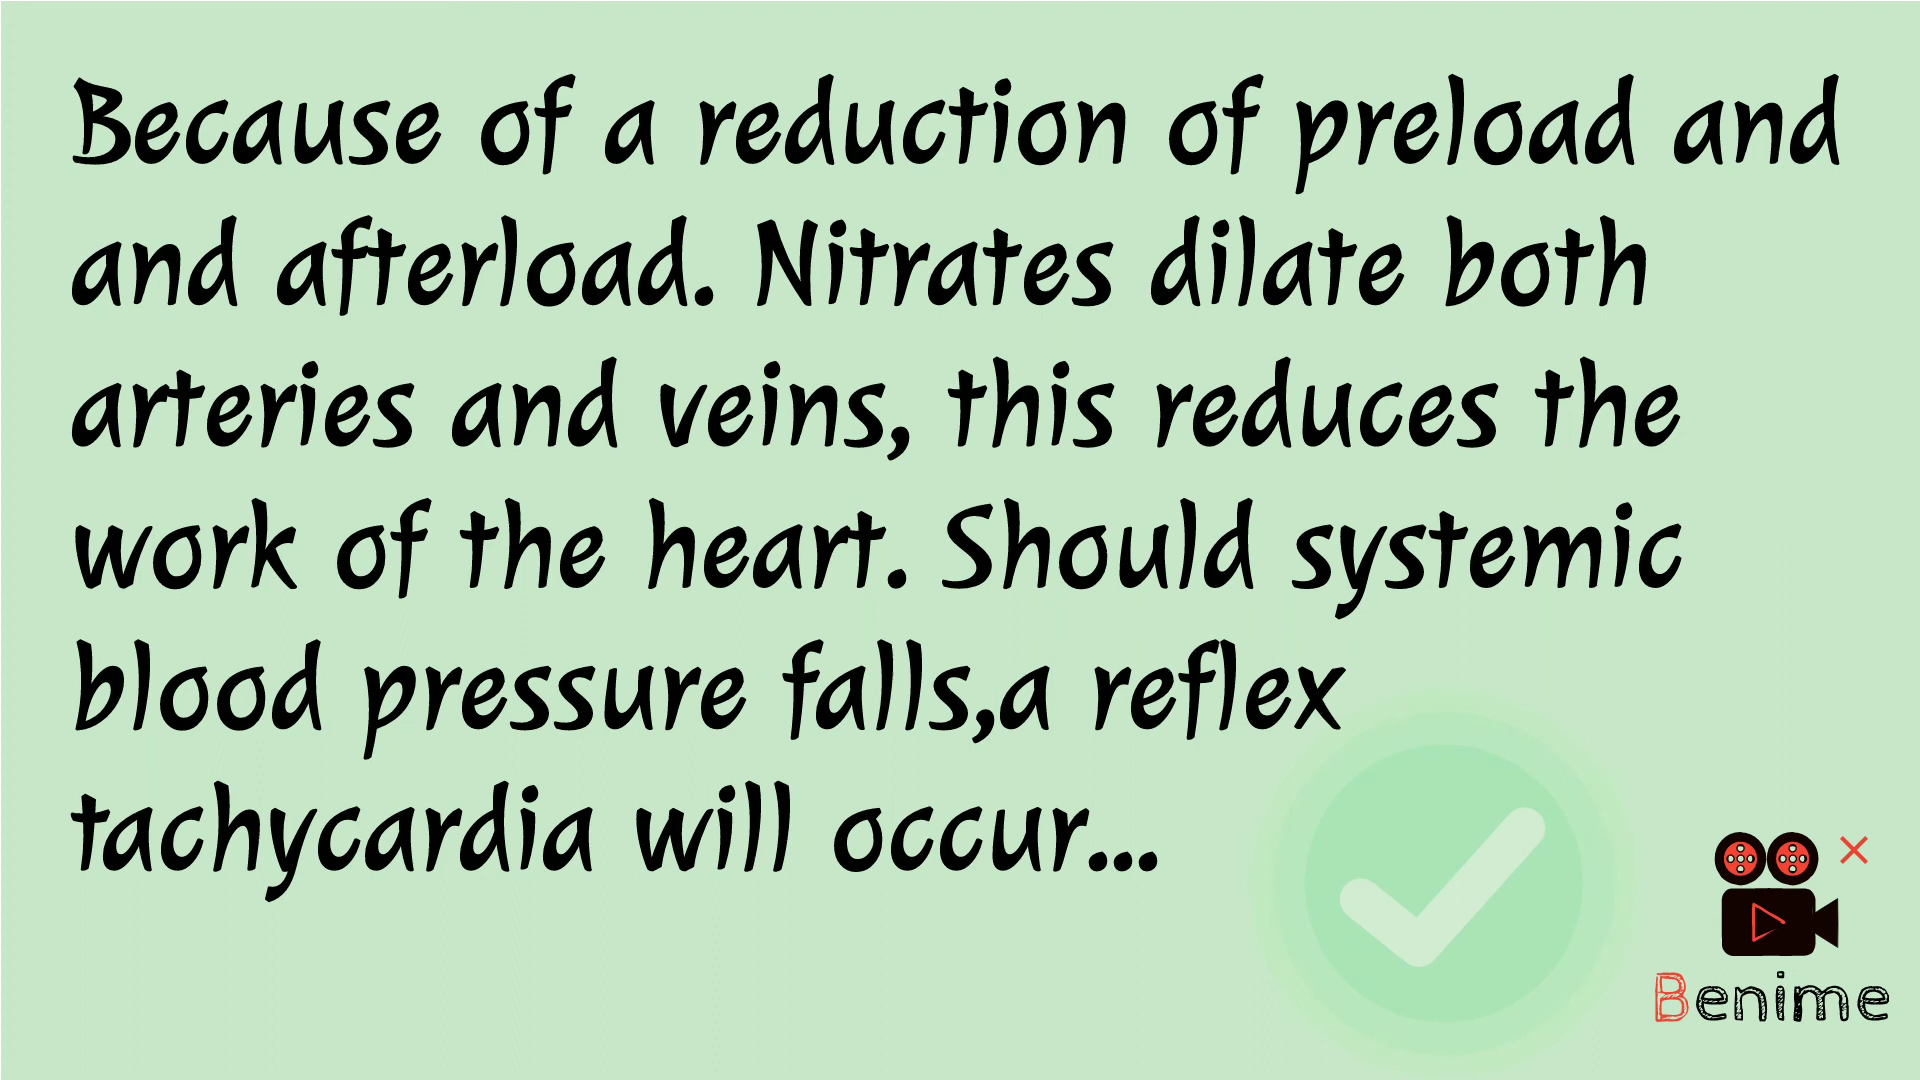 Because of a reduction of preload and
and afterload. Nitrates dilate both
arteries and veins, this reduces the
work of the heart. Should systemic
blood pressure falls,a reflex
tachycardia will occur...
Benime